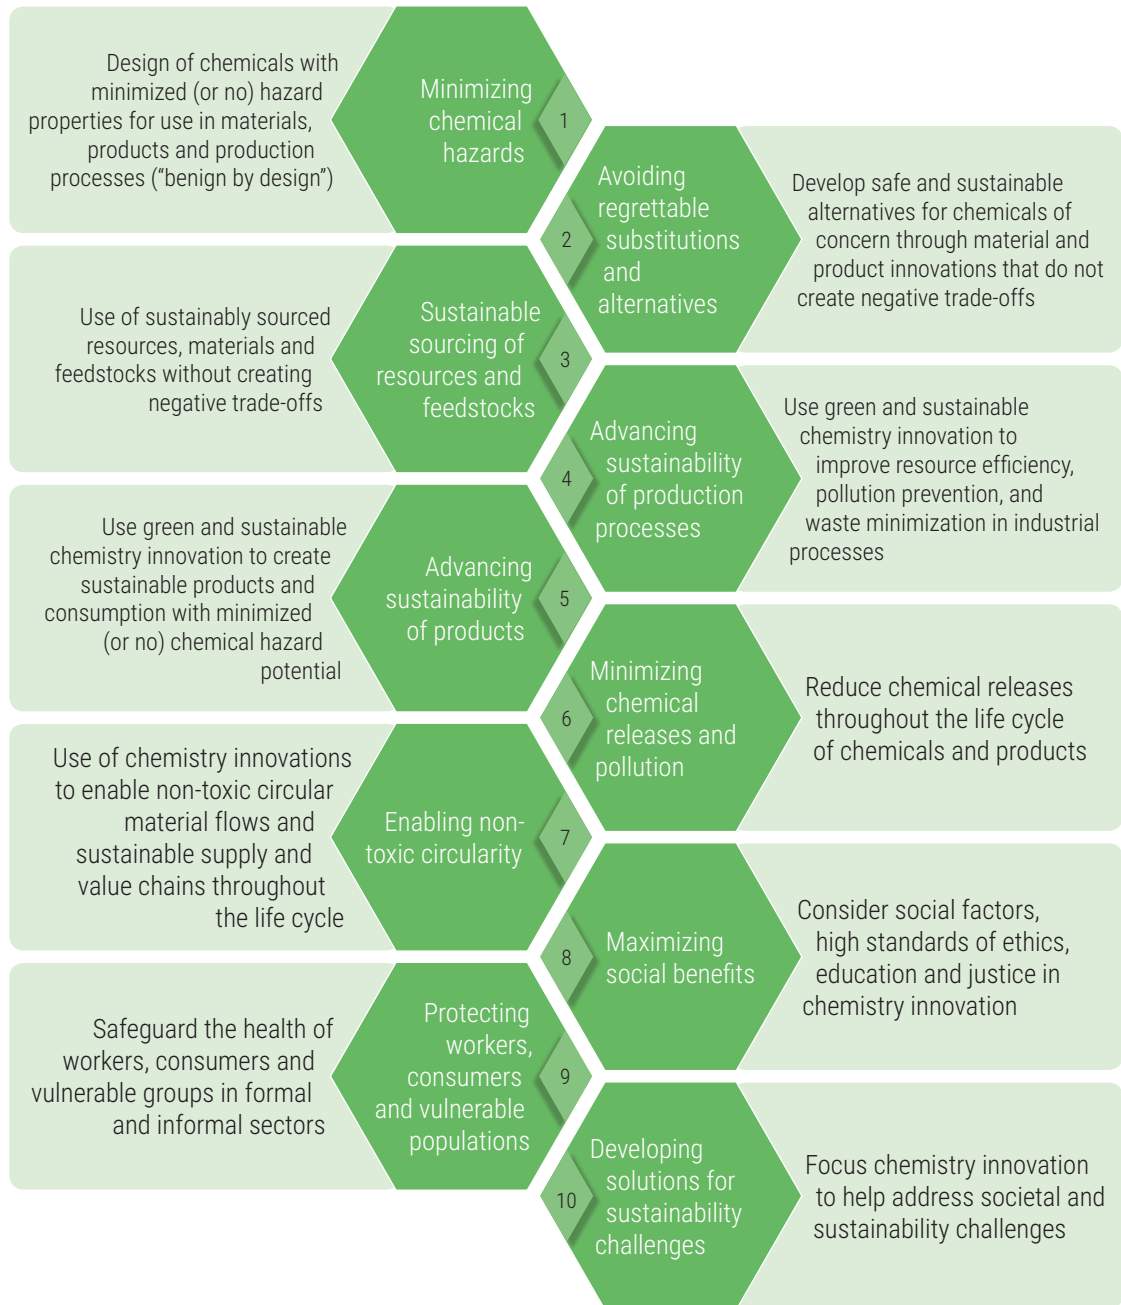 Design of chemicals with
minimized (or no) hazard
properties for use in materials,
products and production
processes (“benign by design”)
Minimizing
chemical
hazards
1
Avoiding
regrettable
substitutions
and
alternatives
2
Develop safe and sustainable
alternatives for chemicals of
concern through material and
product innovations that do not
create negative trade-offs
Use of sustainably sourced
resources, materials and
feedstocks without creating
negative trade-offs
Sustainable
sourcing of
resources and
feedstocks
3
Advancing
sustainability
of production
processes
4
Use green and sustainable
chemistry innovation to
improve resource efficiency,
pollution prevention, and
waste minimization in industrial
processes
Use green and sustainable
chemistry innovation to create
sustainable products and
consumption with minimized
(or no) chemical hazard
potential
Advancing
sustainability
of products
5
Minimizing
chemical
releases and
pollution
6
Reduce chemical releases
throughout the life cycle
of chemicals and products
Use of chemistry innovations
to enable non-toxic circular
material flows and
sustainable supply and
value chains throughout
the life cycle
Enabling non-
toxic circularity
7
Maximizing
social benefits
8
Consider social factors,
high standards of ethics,
education and justice in
chemistry innovation
Safeguard the health of
workers, consumers and
vulnerable groups in formal
and informal sectors
Protecting
workers,
consumers
and vulnerable
populations
9
Developing
solutions for
sustainability
challenges
10
Focus chemistry innovation
to help address societal and
sustainability challenges